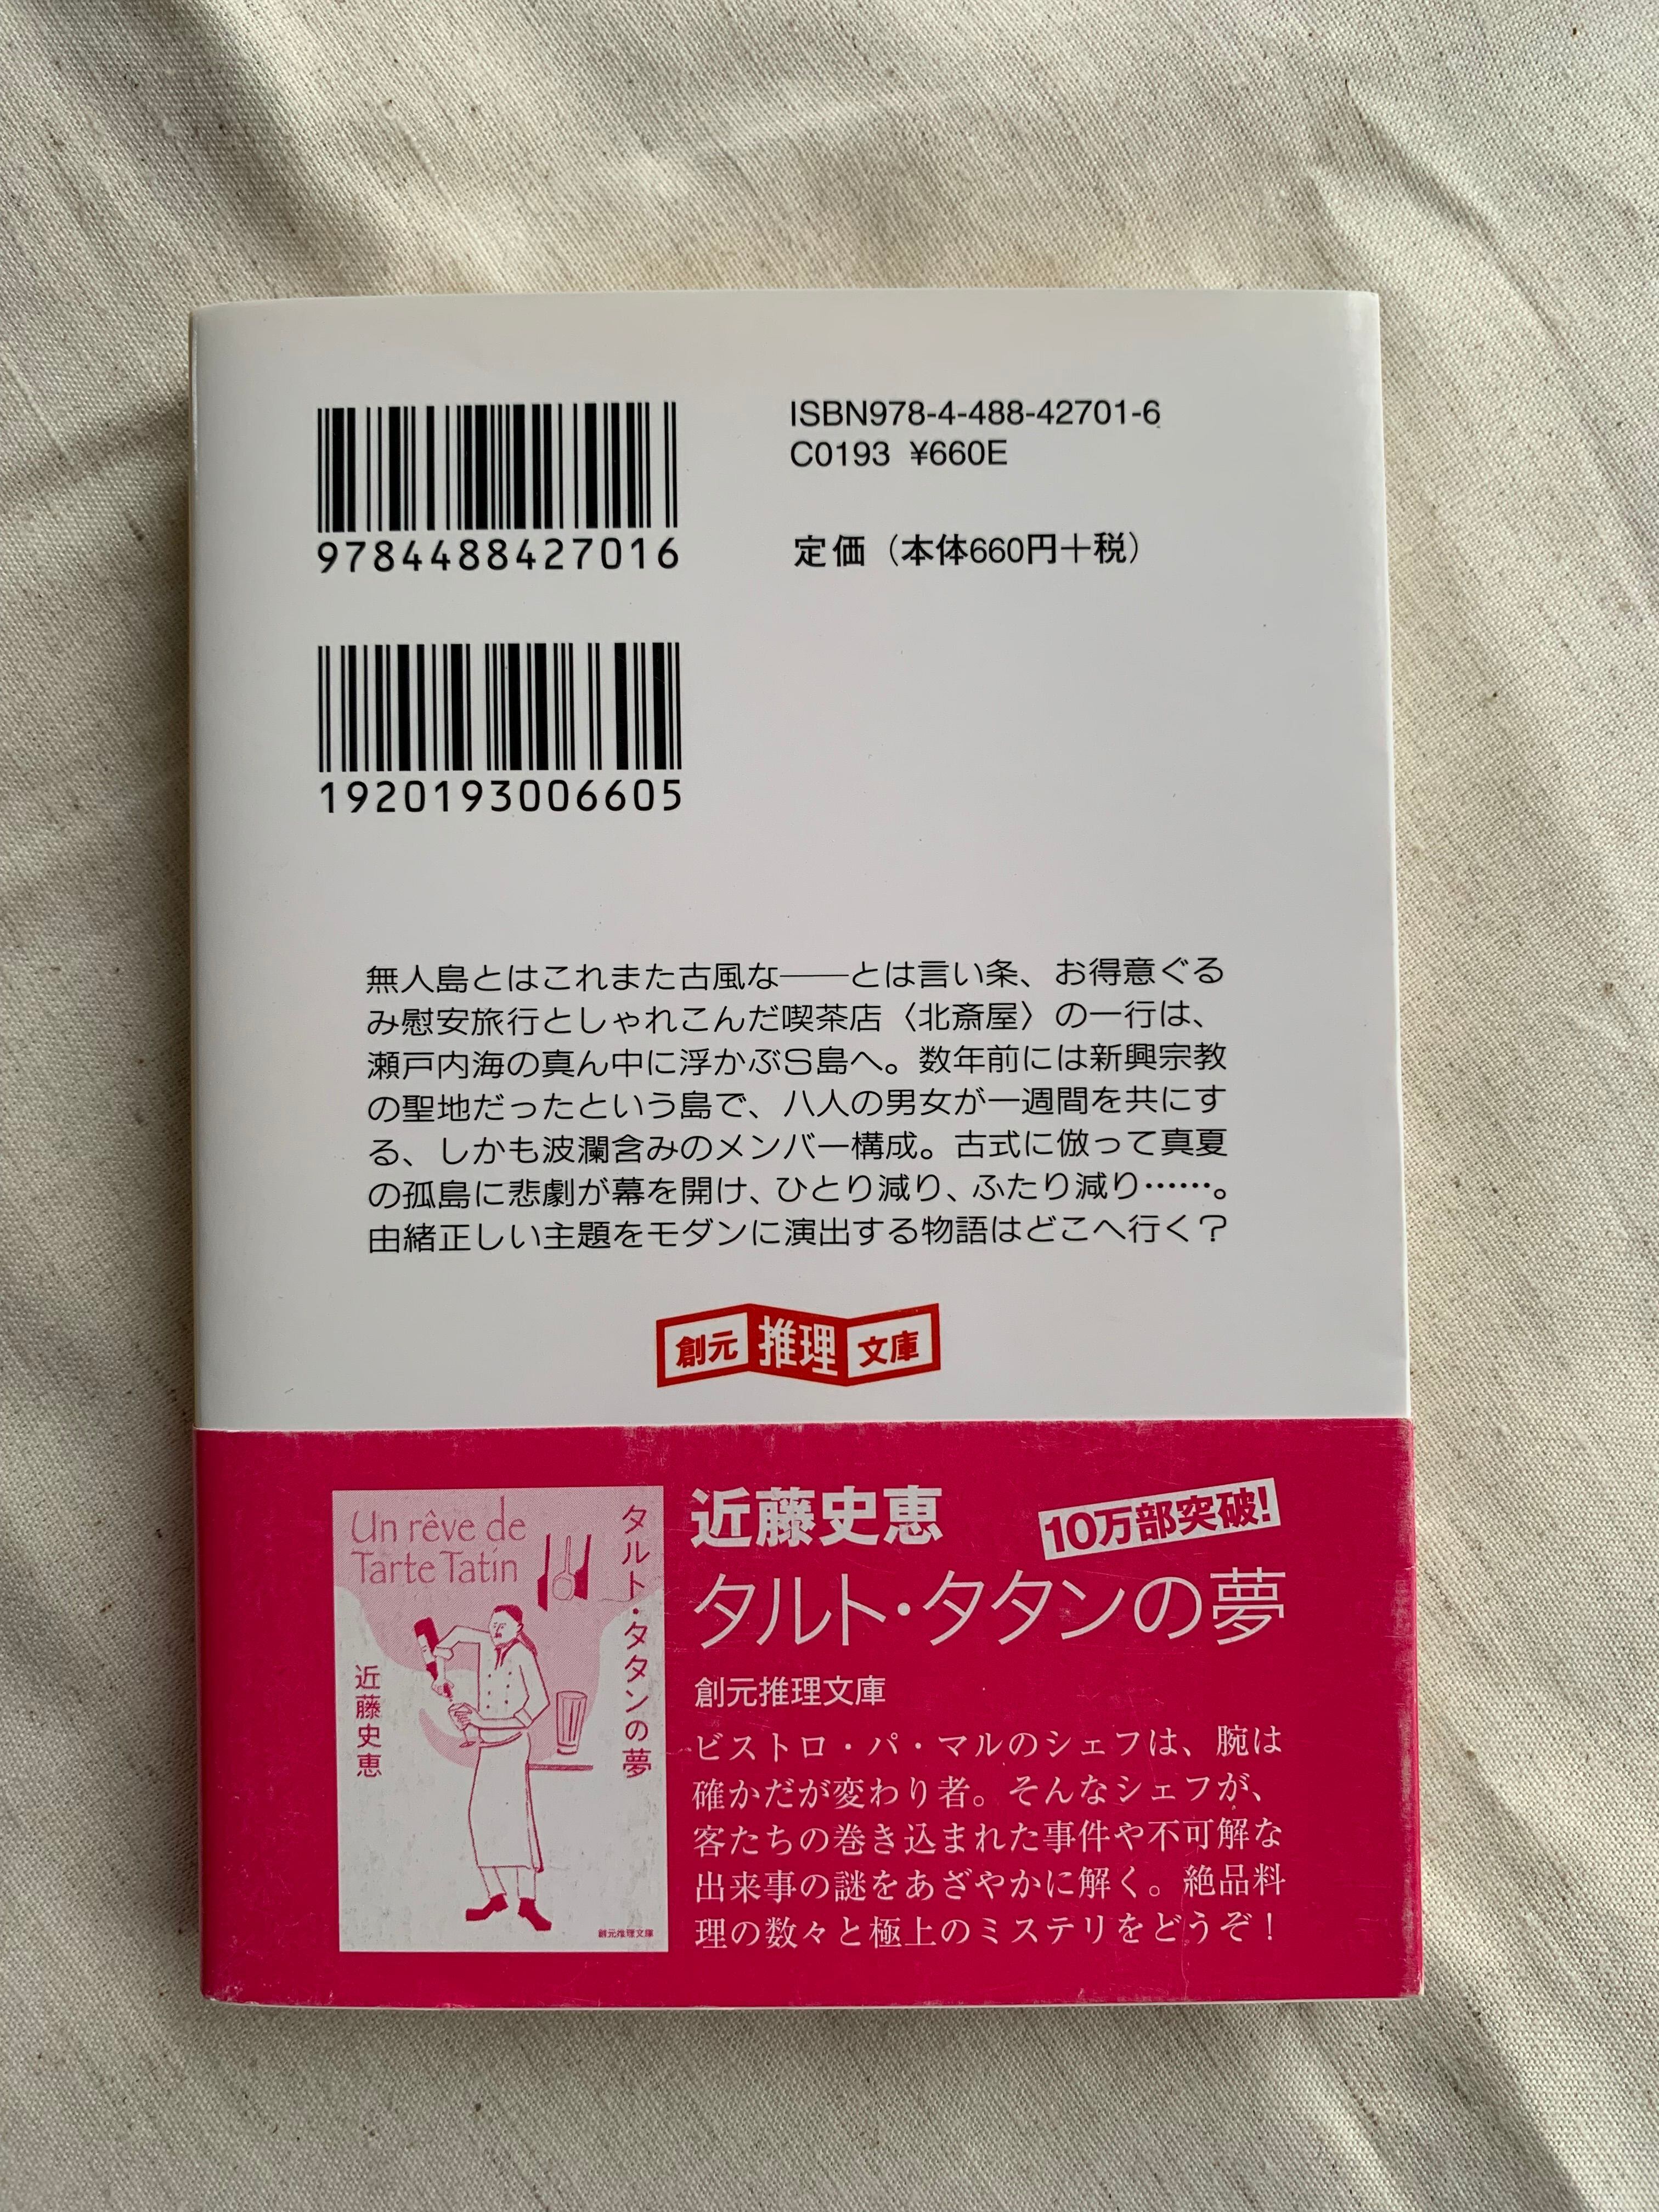 ISBN978-4-488-42701-6
C0193 ¥660E
定価（本体660円＋税）
9784488427016
1920193006605
無人島とはこれまた古風な――とは言い条、お得意ぐる
み慰安旅行としゃれこんだ喫茶店〈北斎屋〉の一行は、
瀬戸内海の真ん中に浮かぶS島へ。数年前には新興宗教
の聖地だったという島で、八人の男女が一週間を共にす
る、しかも波瀾含みのメンバー構成。古式に倣って真夏
の孤島に悲劇が幕を開け、ひとり減り、ふたり減り……。
由緒正しい主題をモダンに演出する物語はどこへ行く？
創元推理文庫
Un rêve de
Tarte Tatin
タルト・タタンの夢
近藤史恵
創元推理文庫
近藤史恵
10万部突破!
タルト・タタンの夢
創元推理文庫
ビストロ・パ・マルのシェフは、腕は
確かだが変わり者。そんなシェフが、
客たちの巻き込まれた事件や不可解な
出来事の謎をあざやかに解く。絶品料
理の数々と極上のミステリをどうぞ！